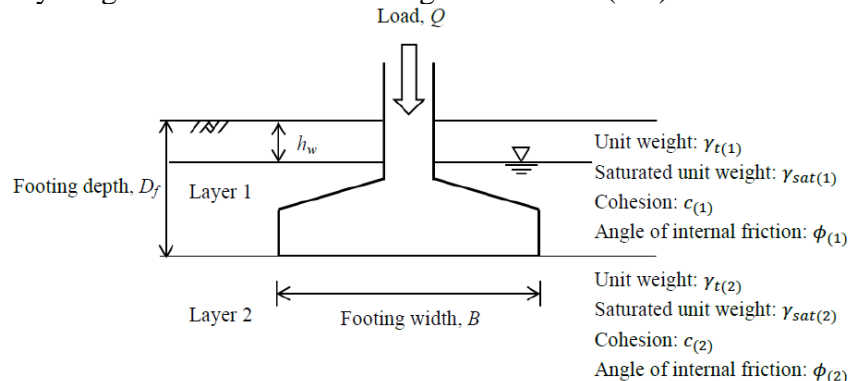 Load, Q
h_w
Footing depth, D_f
Layer 1
Unit weight: γ_t(1)
Saturated unit weight: γ_sat(1)
Cohesion: c_(1)
Angle of internal friction: ϕ_(1)
Layer 2
Footing width, B
Unit weight: γ_t(2)
Saturated unit weight: γ_sat(2)
Cohesion: c_(2)
Angle of internal friction: ϕ_(2)